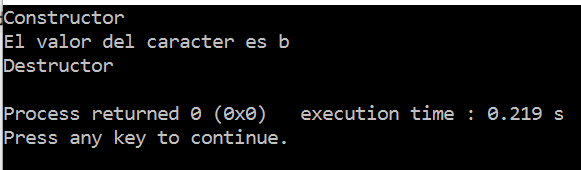 Constructor
El valor del caracter es b
Destructor
Process returned 0 (0x0)   execution time : 0.219 s
Press any key to continue.